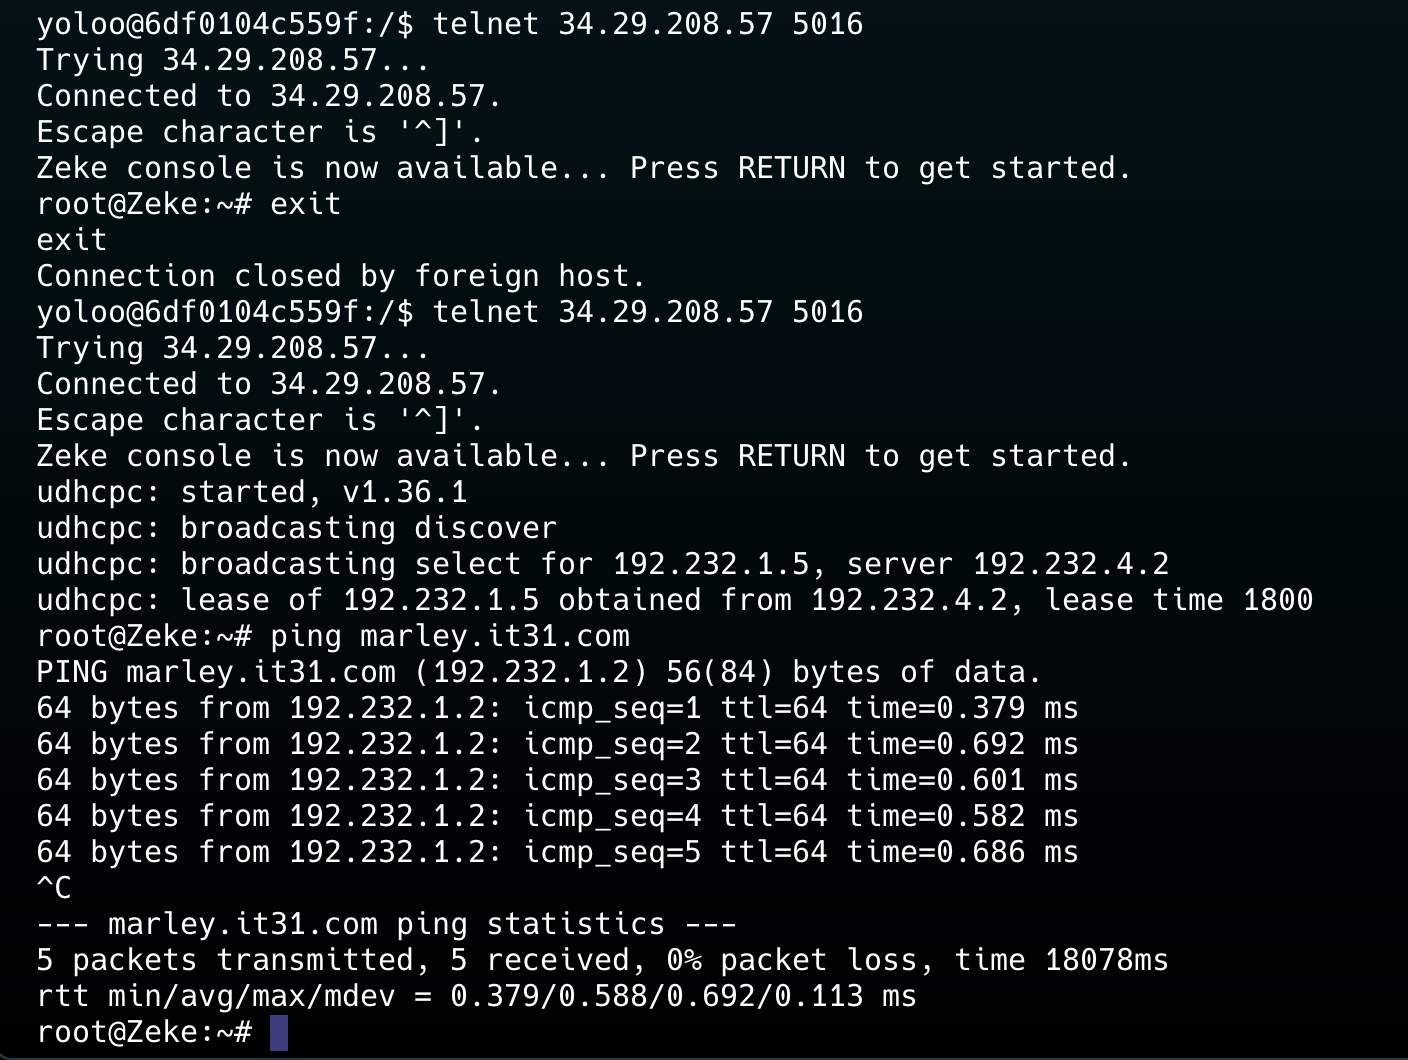 yoloo@6df0104c559f:/$ telnet 34.29.208.57 5016
Trying 34.29.208.57...
Connected to 34.29.208.57.
Escape character is '^]'.
Zeke console is now available... Press RETURN to get started.
root@Zeke:~# exit
exit
Connection closed by foreign host.
yoloo@6df0104c559f:/$ telnet 34.29.208.57 5016
Trying 34.29.208.57...
Connected to 34.29.208.57.
Escape character is '^]'.
Zeke console is now available... Press RETURN to get started.
udhcpc: started, v1.36.1
udhcpc: broadcasting discover
udhcpc: broadcasting select for 192.232.1.5, server 192.232.4.2
udhcpc: lease of 192.232.1.5 obtained from 192.232.4.2, lease time 1800
root@Zeke:~# ping marley.it31.com
PING marley.it31.com (192.232.1.2) 56(84) bytes of data.
64 bytes from 192.232.1.2: icmp_seq=1 ttl=64 time=0.379 ms
64 bytes from 192.232.1.2: icmp_seq=2 ttl=64 time=0.692 ms
64 bytes from 192.232.1.2: icmp_seq=3 ttl=64 time=0.601 ms
64 bytes from 192.232.1.2: icmp_seq=4 ttl=64 time=0.582 ms
64 bytes from 192.232.1.2: icmp_seq=5 ttl=64 time=0.686 ms
^C
--- marley.it31.com ping statistics ---
5 packets transmitted, 5 received, 0% packet loss, time 18078ms
rtt min/avg/max/mdev = 0.379/0.588/0.692/0.113 ms
root@Zeke:~#